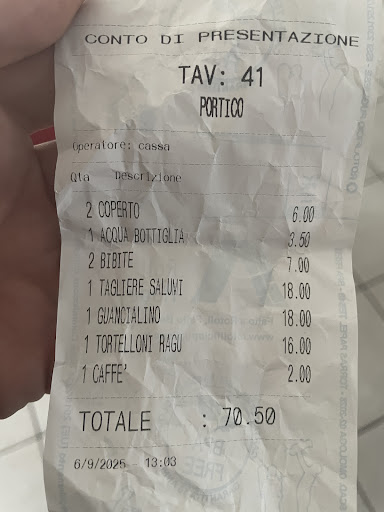 CONTO DI PRESENTAZIONE
TAV: 41
PORTICO
Operatore: cassa
Qta Descrizione
2 COPERTO 6.00
1 ACQUA BOTTIGLIA 3.50
2 BIBITE 7.00
1 TAGLIERE SALUMI 18.00
1 GUANCIALINO 18.00
1 TORTELLONI RAGU 16.00
1 CAFFE' 2.00
TOTALE : 70.50
6/9/2025 - 13:03